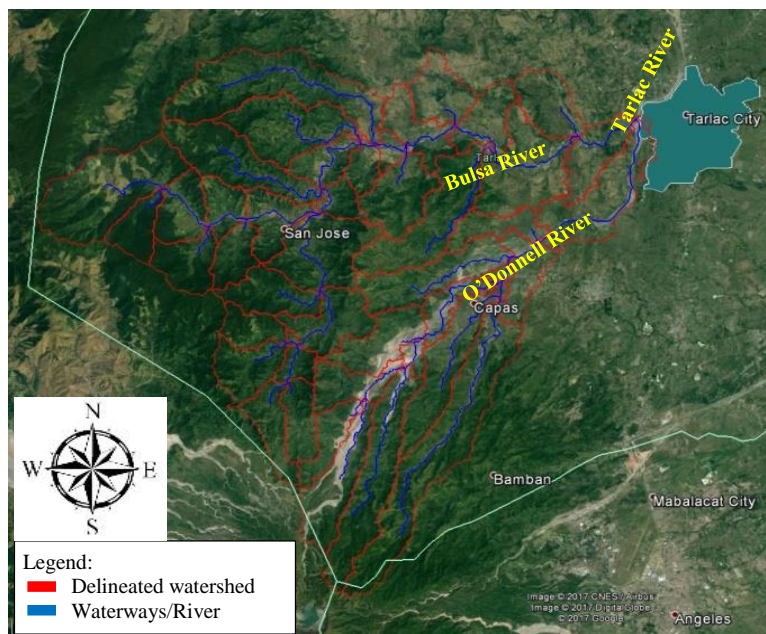 Tarlac River
Tarlac City
Bulsa River
San Jose
O’Donnell River
Capas
N
W E
S
Bamban
Mabalacat City
Legend:
Delineated watershed
Waterways/River
Image © 2017 CNES / Airbus
Image © 2017 DigitalGlobe
© 2017 Google
Angeles